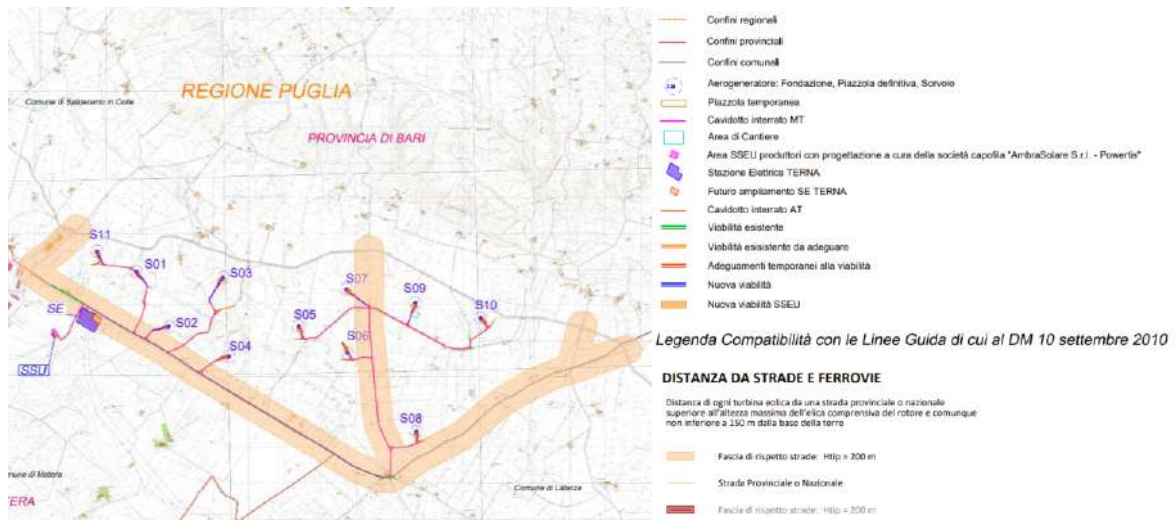 REGIONE PUGLIA
Comune di Santeramo in Colle
PROVINCIA DI BARI
S11
S01
S03
S07
S09
S10
S05
S02
S06
S04
SE
SSU
S08
Comune di Matera
TERA
Comune di Laterza
Confini regionali
Confini provinciali
Confini comunali
Aerogeneratore: Fondazione, Piazzola definitiva, Sorvolo
Piazzola temporanea
Cavidotto interrato MT
Area di Cantiere
Area SSEU produttori con progettazione a cura della società capofila "AmbraSolare S.r.l. - Powertis"
Stazione Elettrica TERNA
Futuro ampliamento SE TERNA
Cavidotto interrato AT
Viabilità esistente
Viabilità esisistente da adeguare
Adeguamenti temporanei alla viabilità
Nuova viabilità
Nuova viabilità SSEU
Legenda Compatibilità con le Linee Guida di cui al DM 10 settembre 2010
DISTANZA DA STRADE E FERROVIE
Distanza di ogni turbina eolica da una strada provinciale o nazionale
superiore all'altezza massima dell'elica comprensiva del rotore e comunque
non inferiore a 150 m dalla base della torre
Fascia di rispetto strade: Htip = 200 m
Strada Provinciale o Nazionale
Fascia di rispetto strade: Htip = 200 m